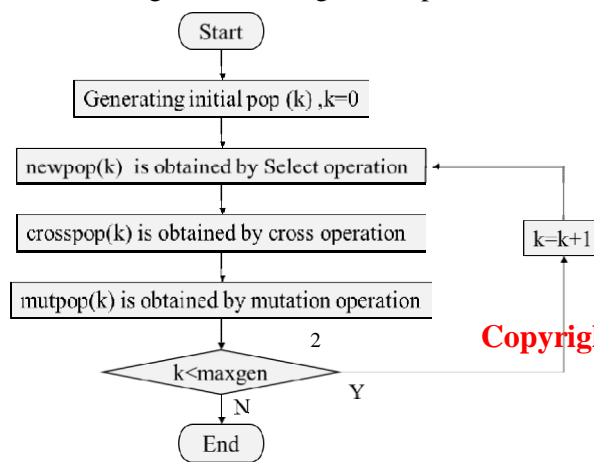 Start
Generating initial pop (k) ,k=0
newpop(k) is obtained by Select operation
crosspop(k) is obtained by cross operation
k=k+1
mutpop(k) is obtained by mutation operation
2
k<maxgen
Y
N
End